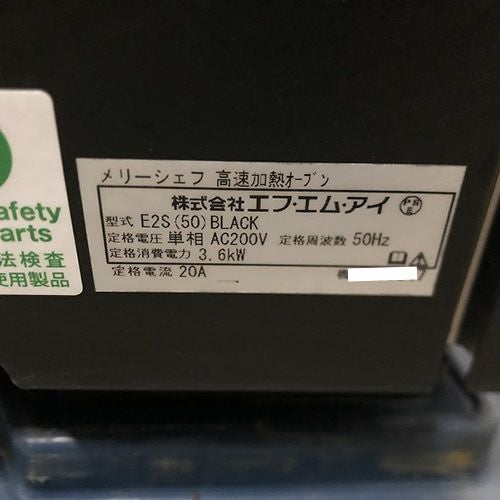 メリーシェフ 高速加熱オーブン
株式会社エフ・エム・アイ
型式 E2S(50)BLACK
定格電圧 単相 AC200V 定格周波数 50Hz
定格消費電力 3.6kW
定格電流 20A
機
afety
arts
法検査
使用製品